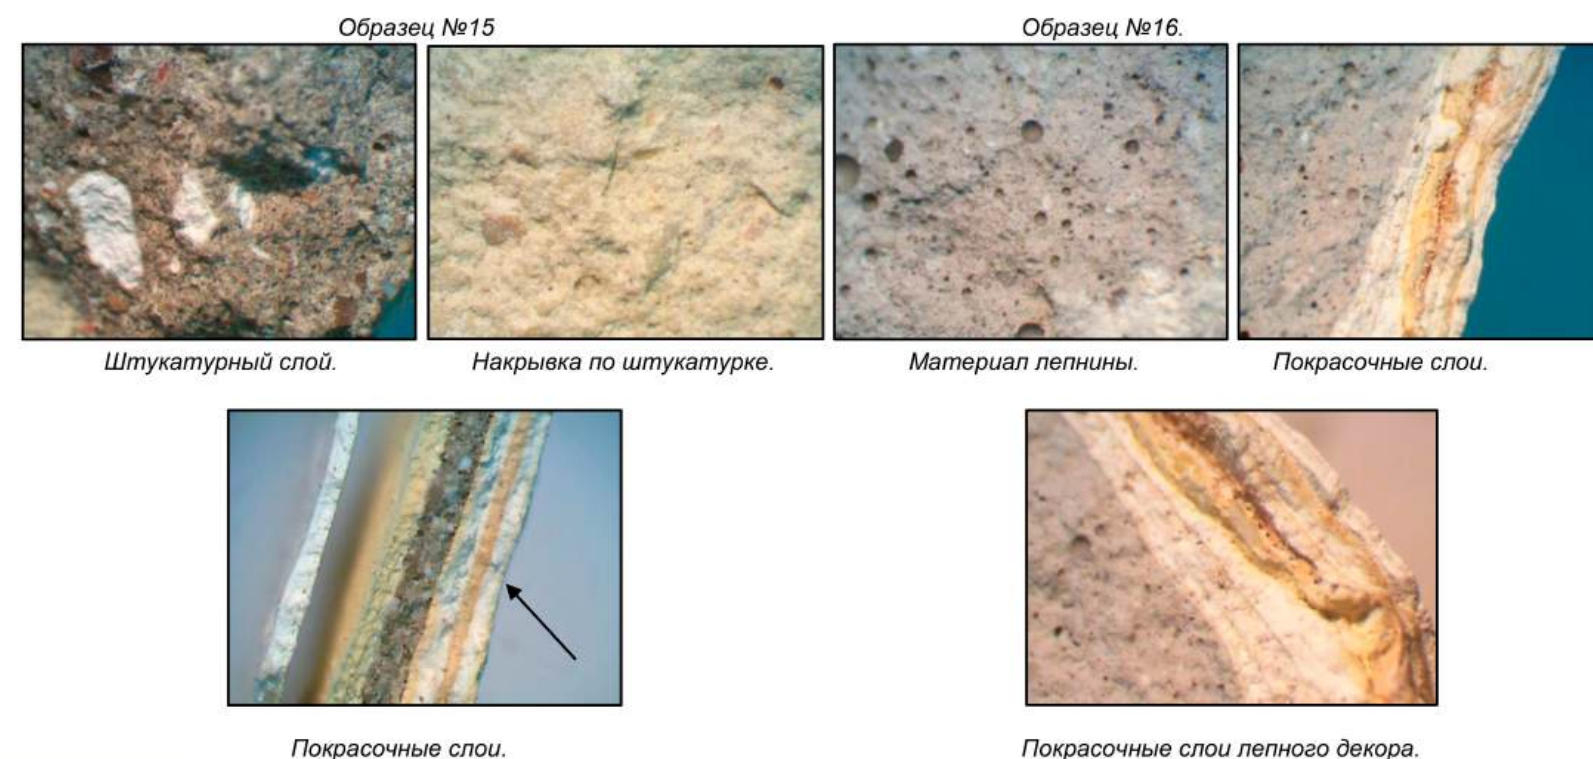 Образец №15
Образец №16.
Штукатурный слой.
Накрывка по штукатурке.
Материал лепнины.
Покрасочные слои.
Покрасочные слои.
Покрасочные слои лепного декора.